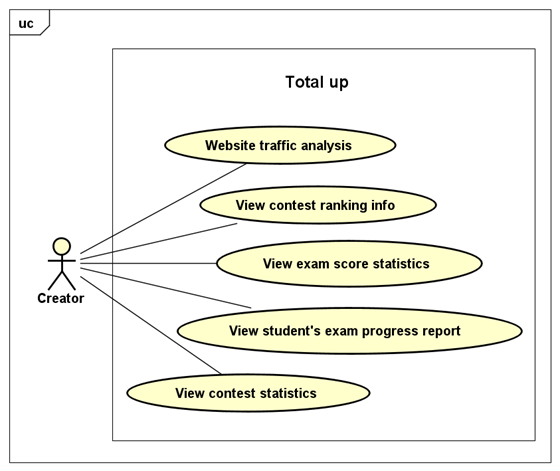 uc
Total up
Website traffic analysis
View contest ranking info
View exam score statistics
Creator
View student's exam progress report
View contest statistics